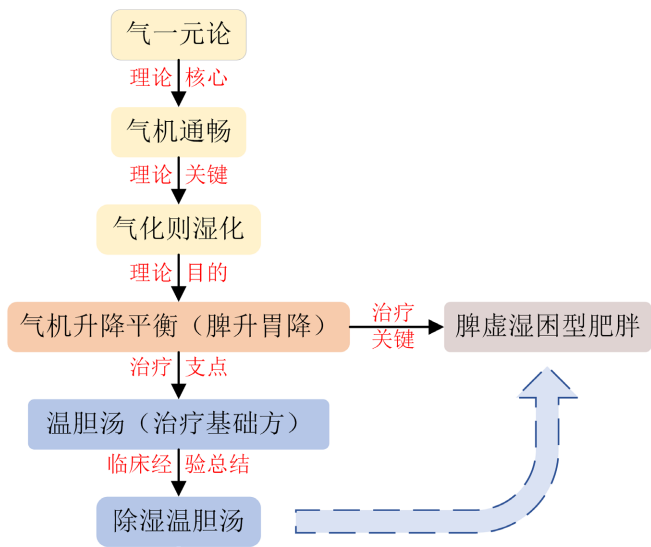 气一元论
理论 核心
气机通畅
理论 关键
气化则湿化
理论 目的
气机升降平衡（脾升胃降）
治疗
关键
脾虚湿困型肥胖
治疗 支点
温胆汤（治疗基础方）
临床经 验总结
除湿温胆汤